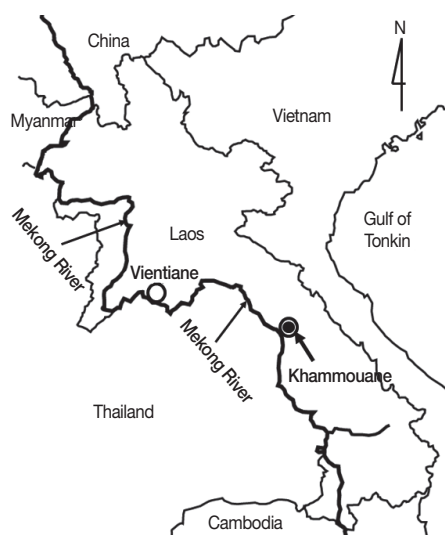 China
N
Myanmar
Vietnam
Mekong River
Laos
Gulf of
Tonkin
Vientiane
Mekong River
Khammouane
Thailand
Cambodia